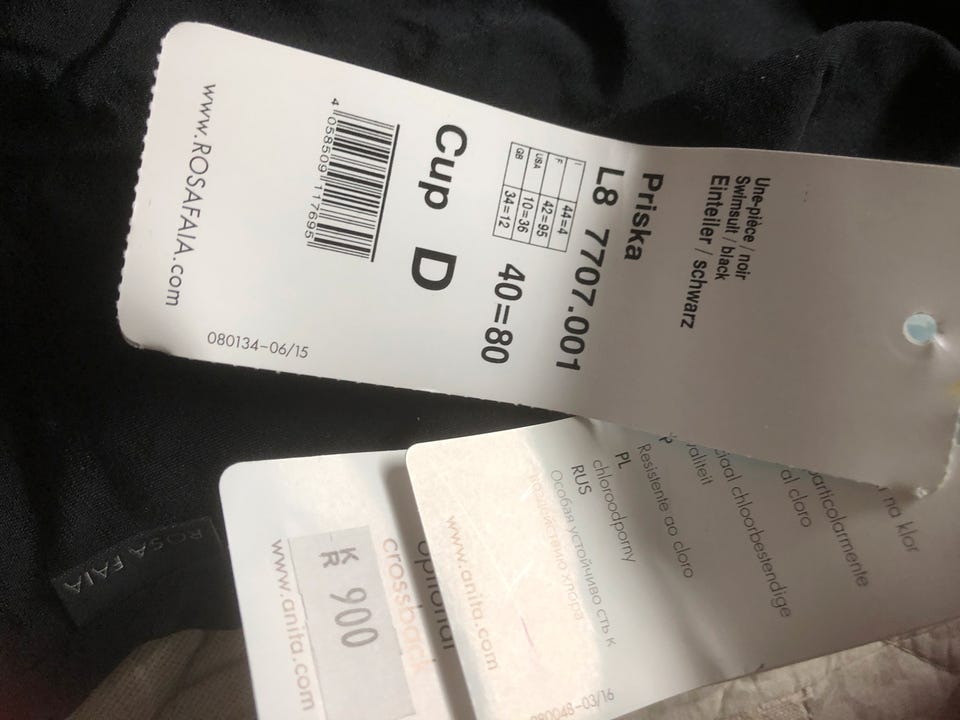 Une-pièce / noir
Swimsuit / black
Einteiler / schwarz
Priska
L8 7707.001
I 44=4
F 42=95
USA 10=36
GB 34=12
40=80
Cup D
4 058509 117695
www.ROSAFAIA.com
080134-06/15
na klor
particolarmente
al cloro
chloorbestendige
Resistente ao cloro
PL
chloroodporny
RUS
Особая устойчиво сть к
воздействию хлора
www.anita.com
080048-03/16
optional
crossback
KR 900
www.anita.com
ROSA FAIA